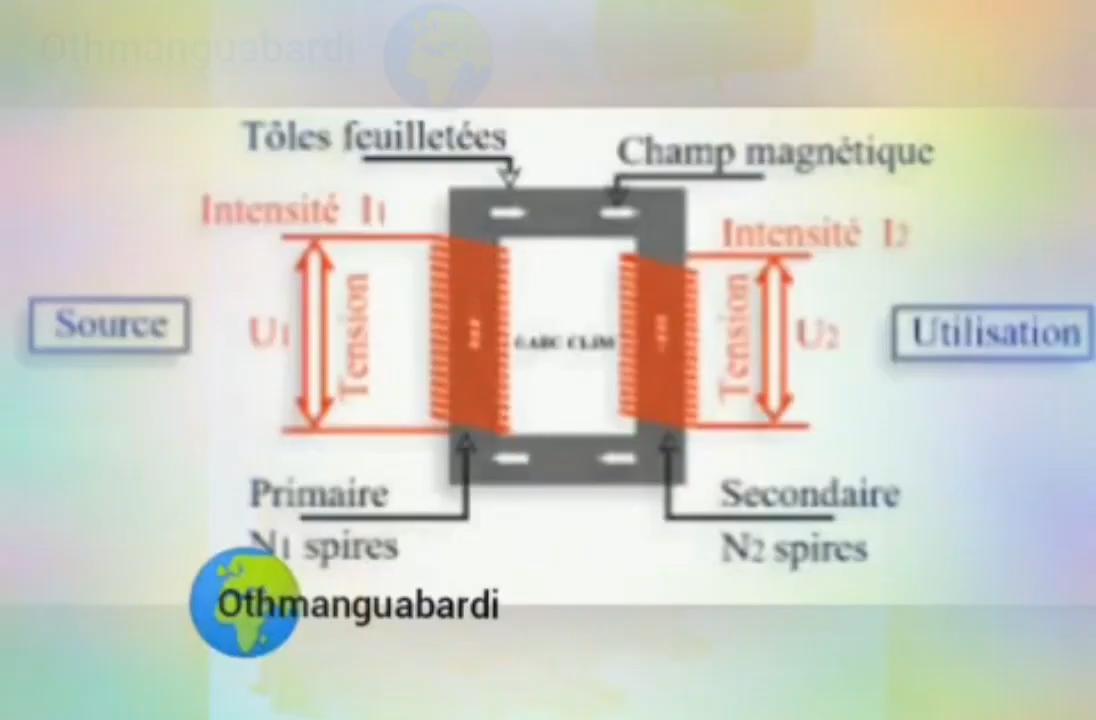 Othmanguabardi
Tôles feuilletées
Champ magnétique
Intensité I1
Intensité I2
Source
U1
Tension
Tension
U2
Utilisation
Primaire
N1 spires
Secondaire
N2 spires
Othmanguabardi